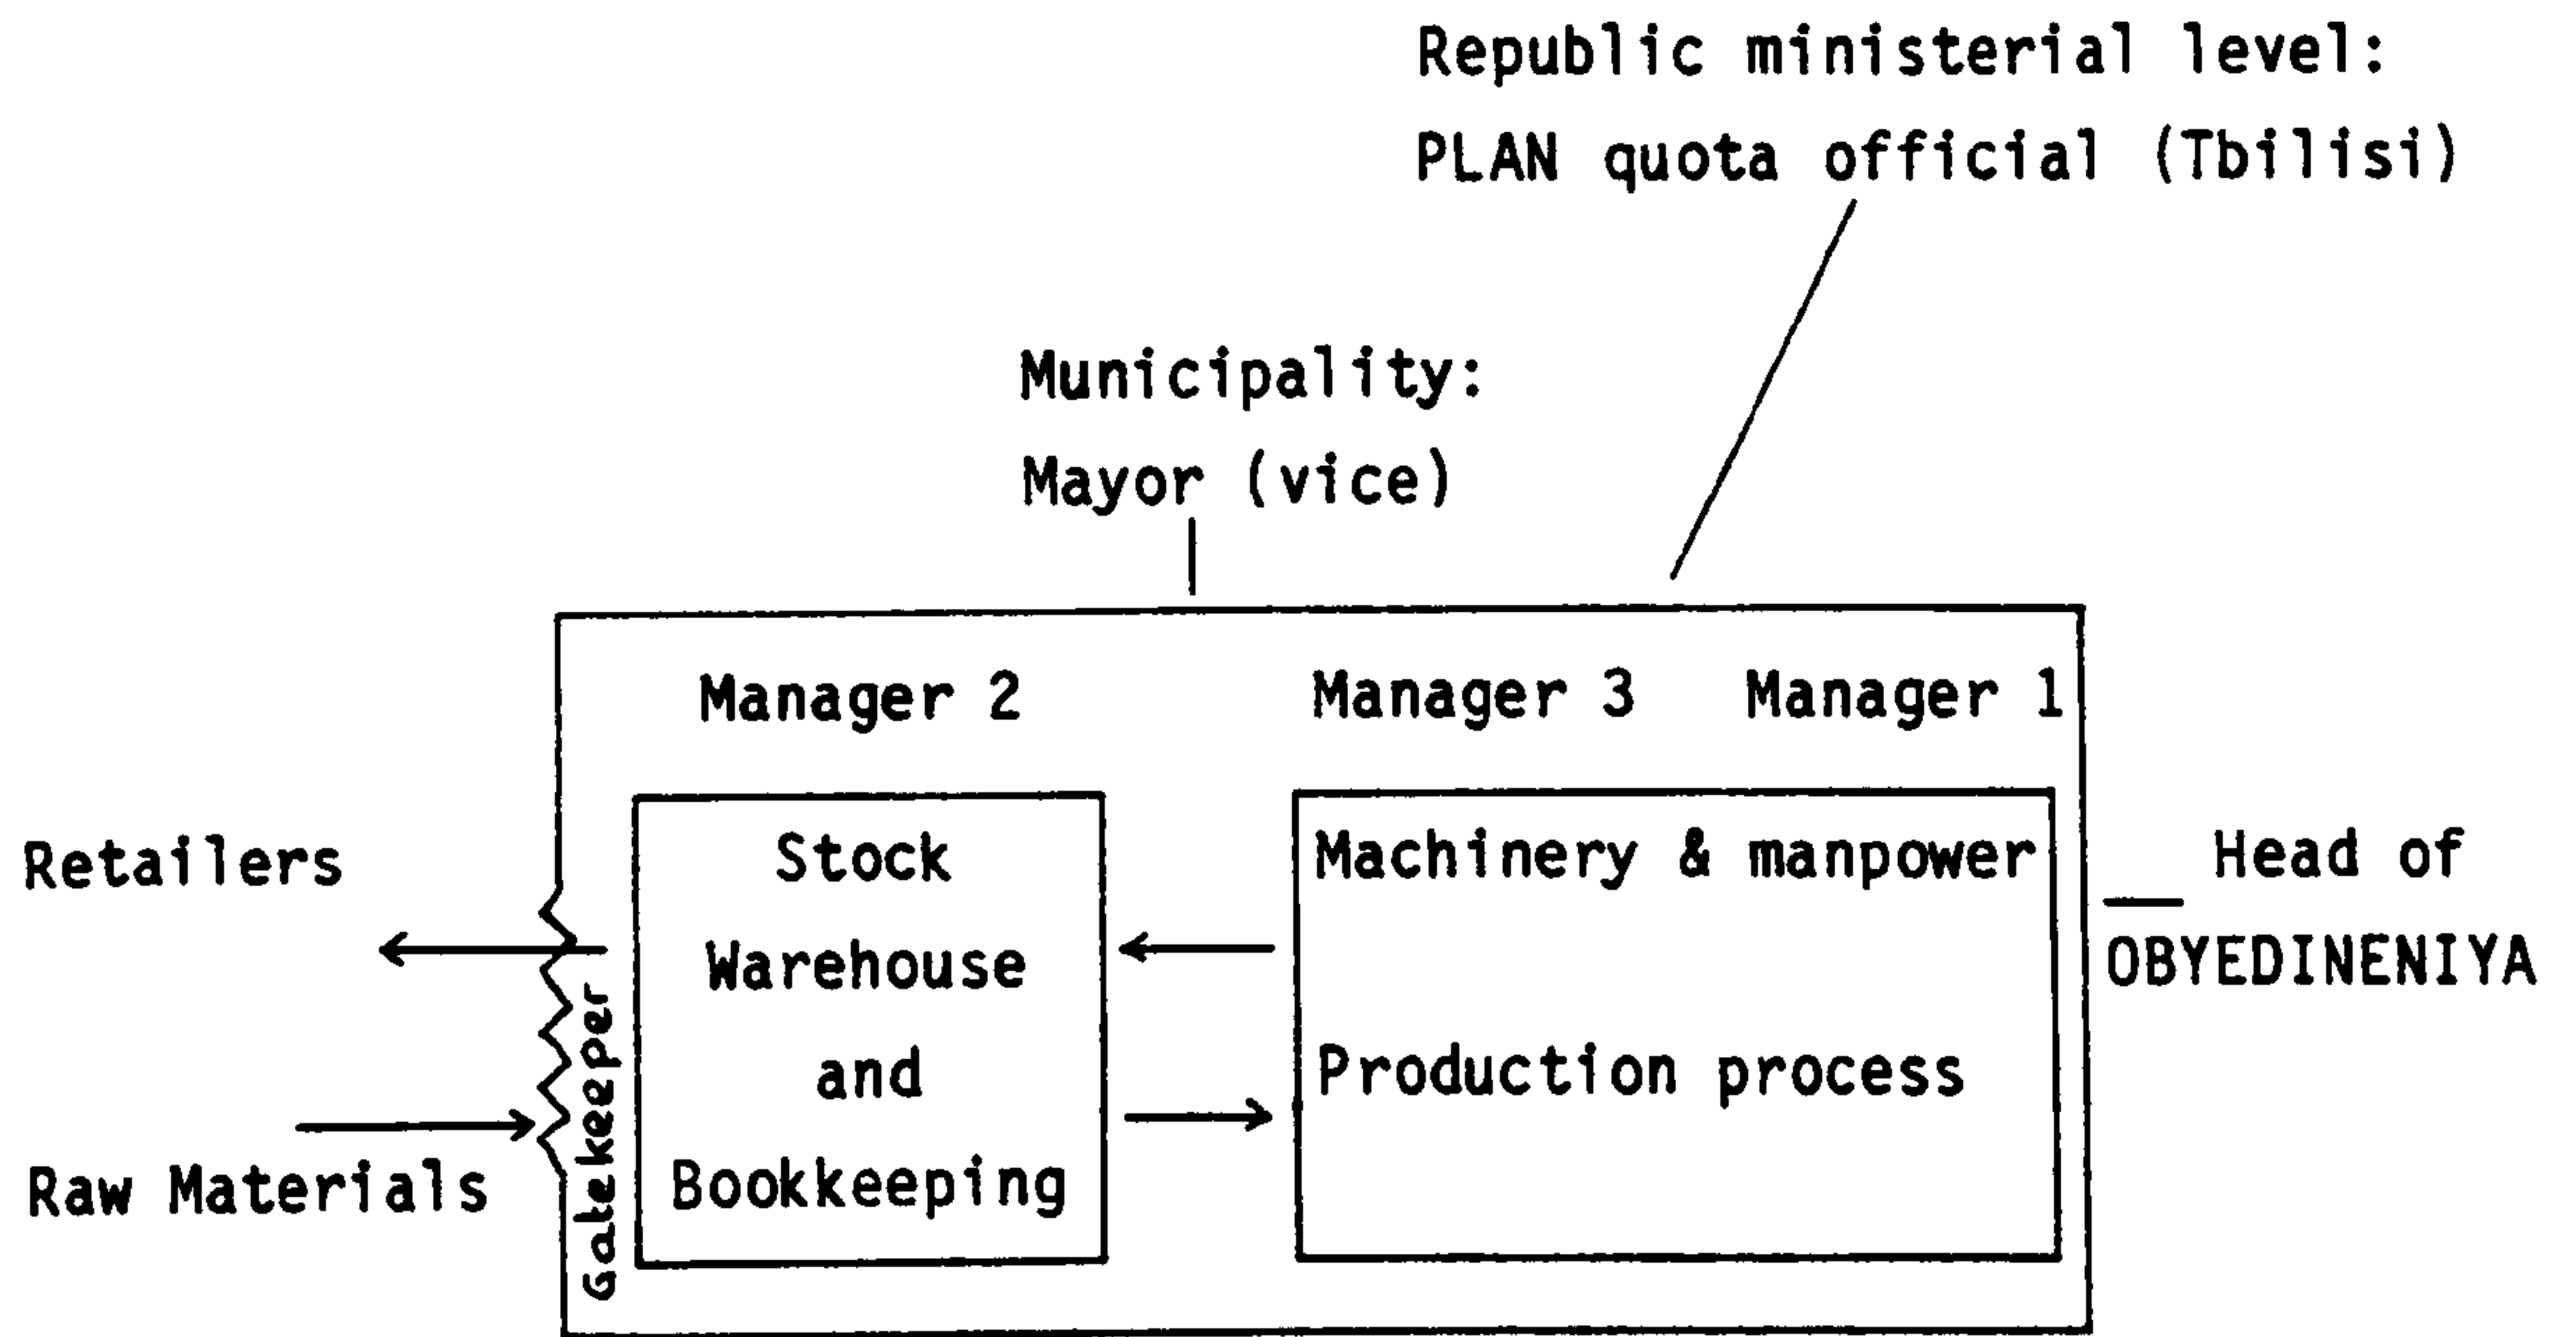 Republic ministerial level:
PLAN quota official (Tbilisi)
Municipality:
Mayor (vice)
Manager 2
Manager 3
Manager 1
Retailers
Raw Materials
Gatekeeper
Stock
Warehouse
and
Bookkeeping
Machinery & manpower
Production process
Head of
OBYEDINENIYA